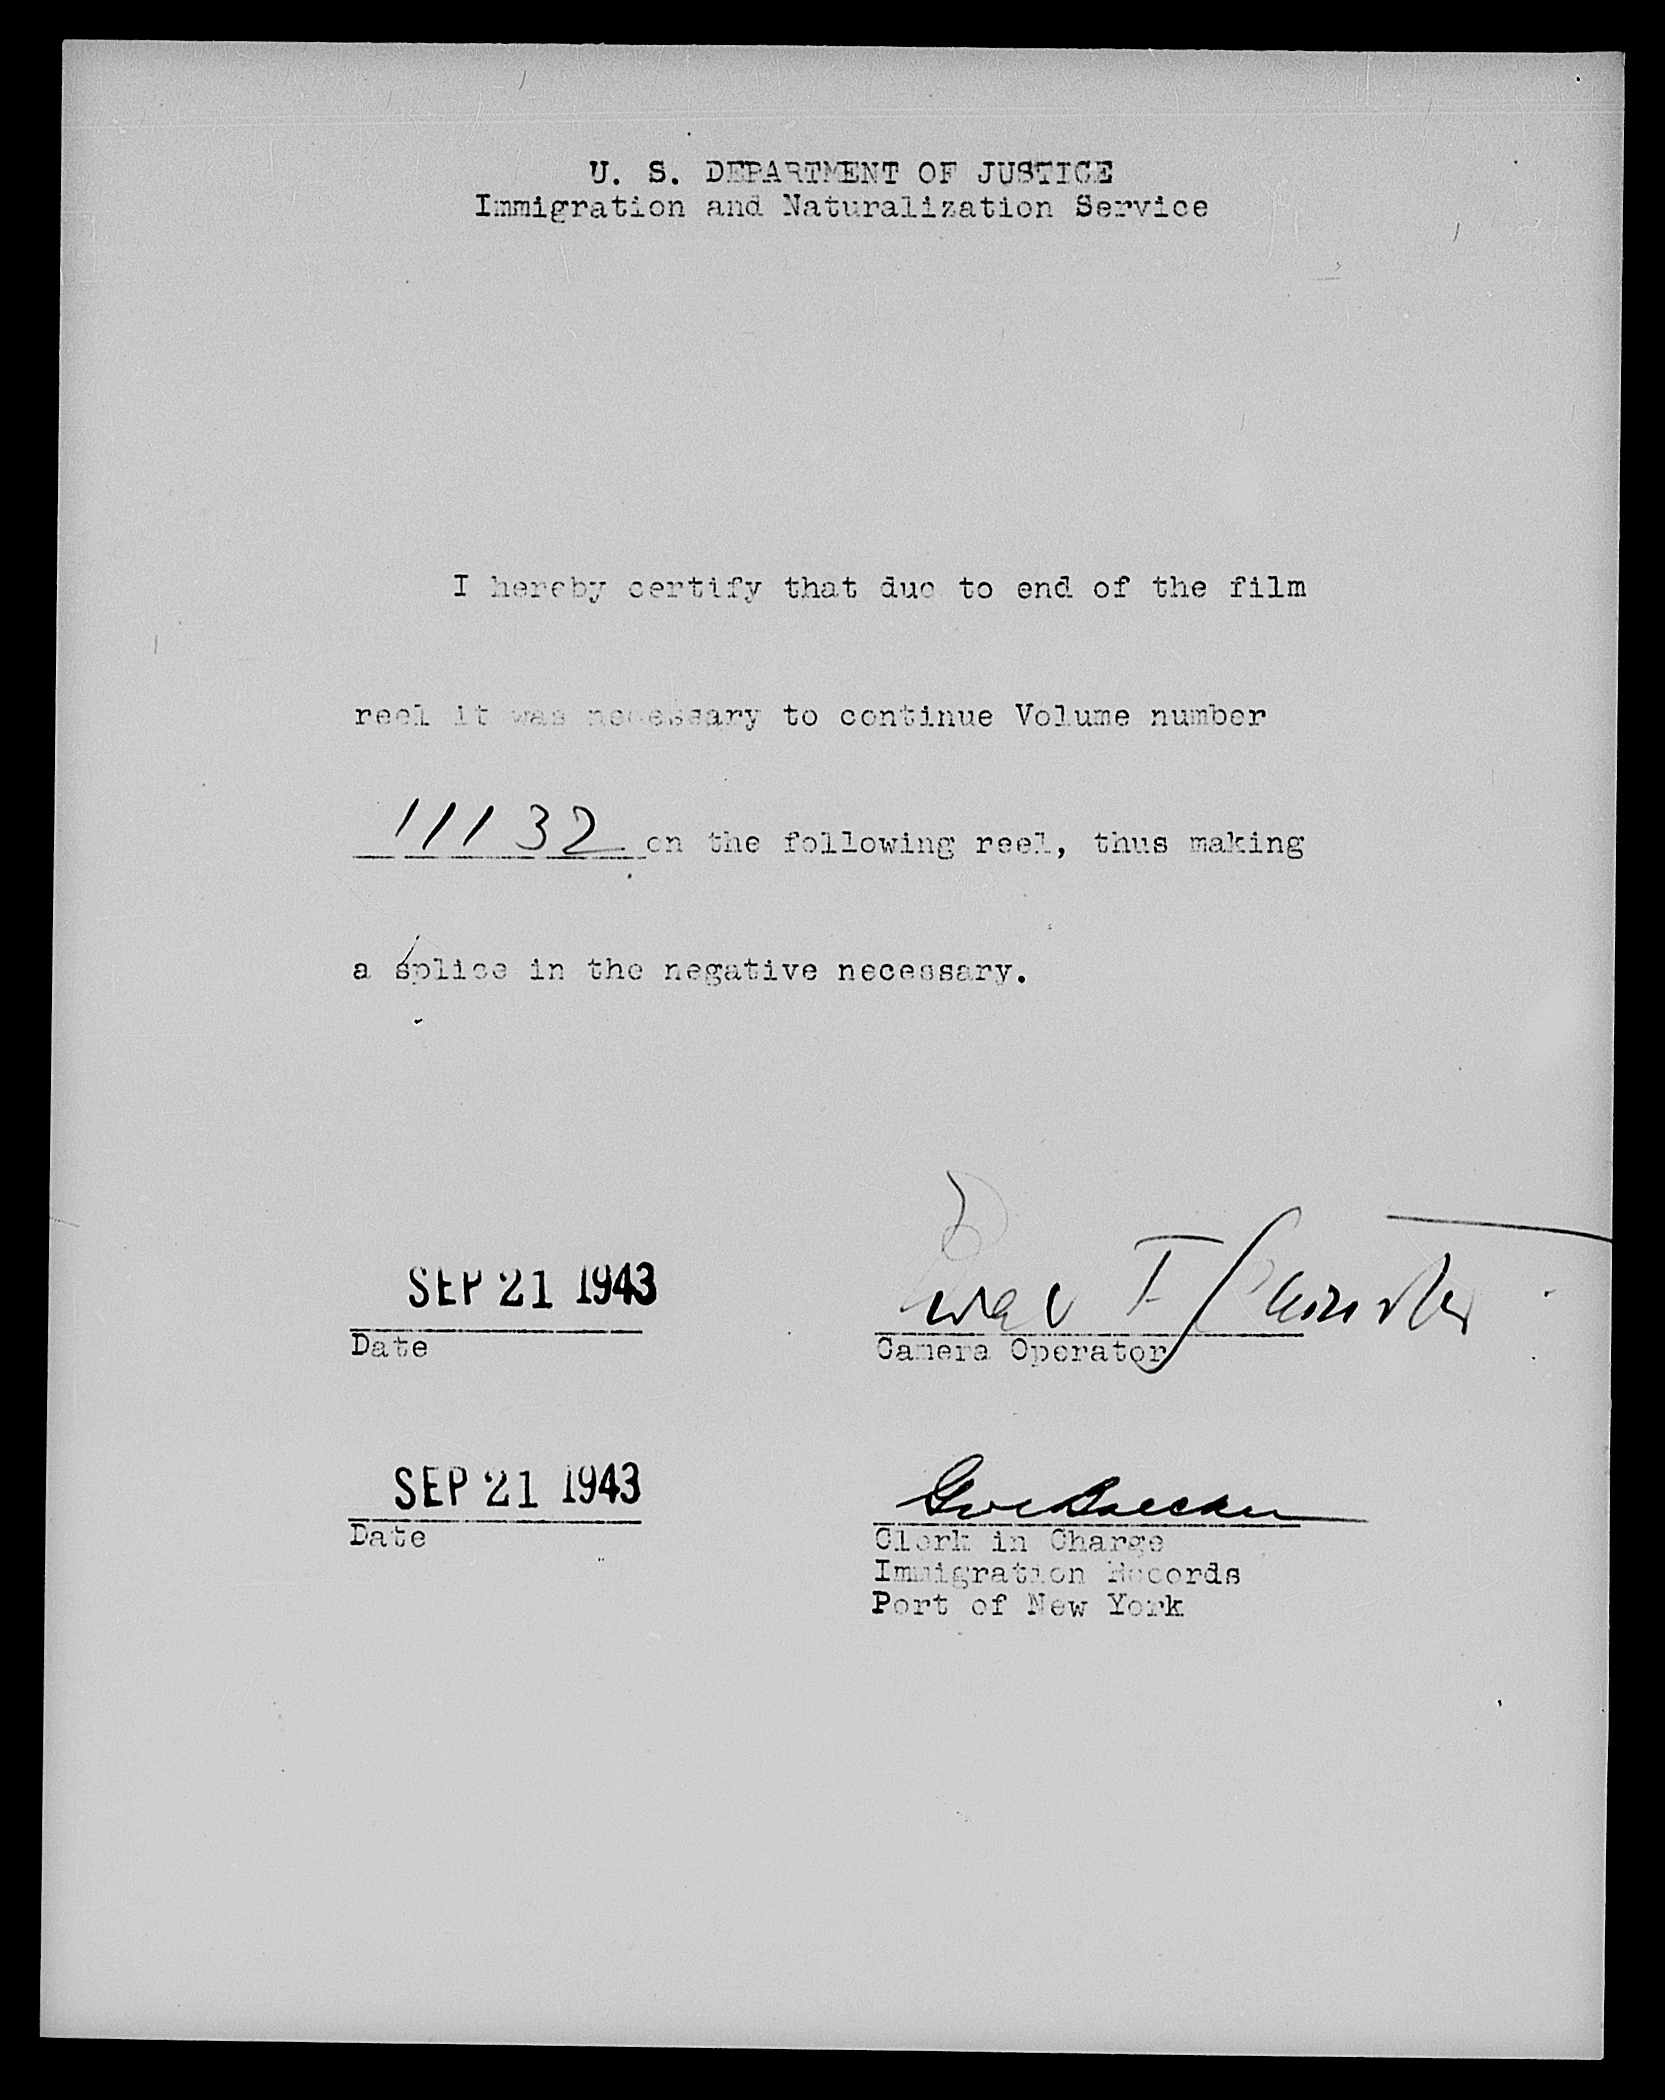 U. S. DEPARTMENT OF JUSTICE
Immigration and Naturalization Service
I hereby certify that due to end of the film
reel it was necessary to continue Volume number
11132 on the following reel, thus making
a splice in the negative necessary.
SEP 21 1943
Date
Camera Operator
SEP 21 1943
Date
Clerk in Charge
Immigration Records
Port of New York